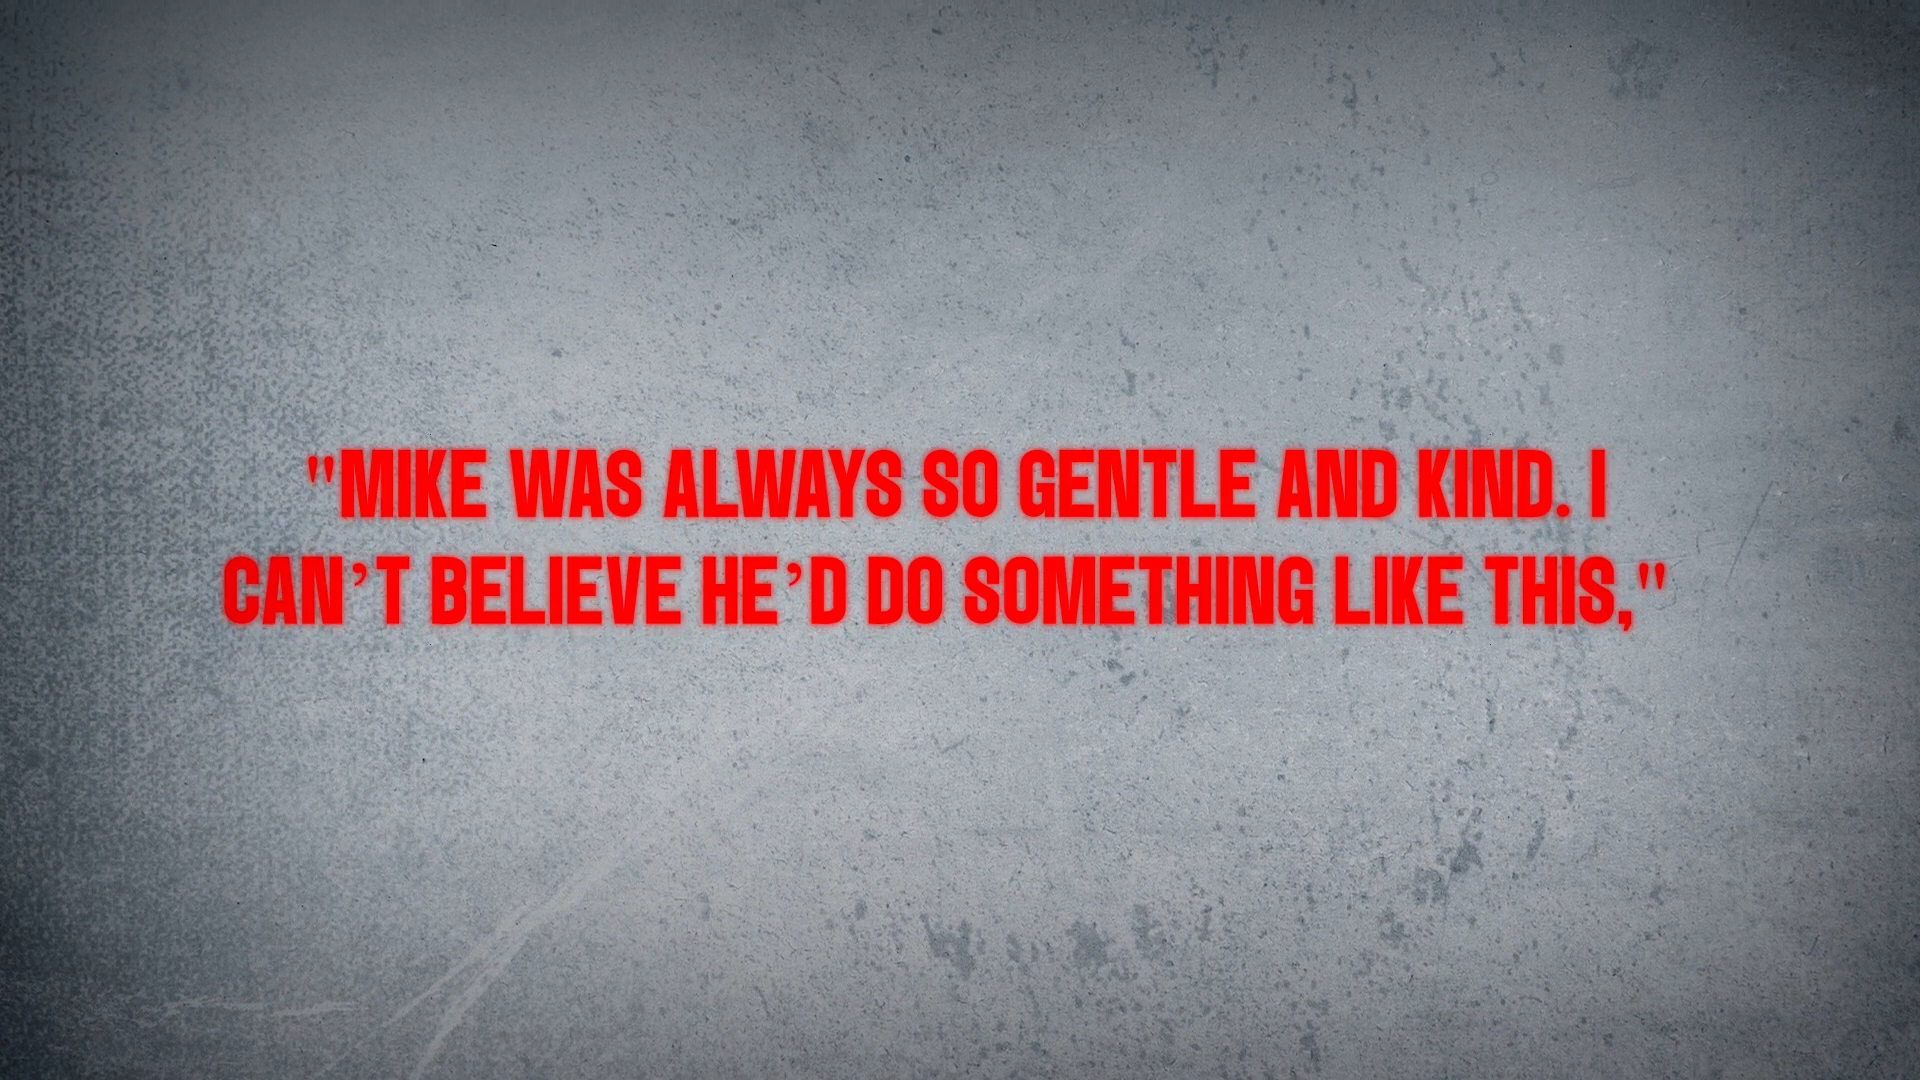 "MIKE WAS ALWAYS SO GENTLE AND KIND. I
CAN’T BELIEVE HE’D DO SOMETHING LIKE THIS,"